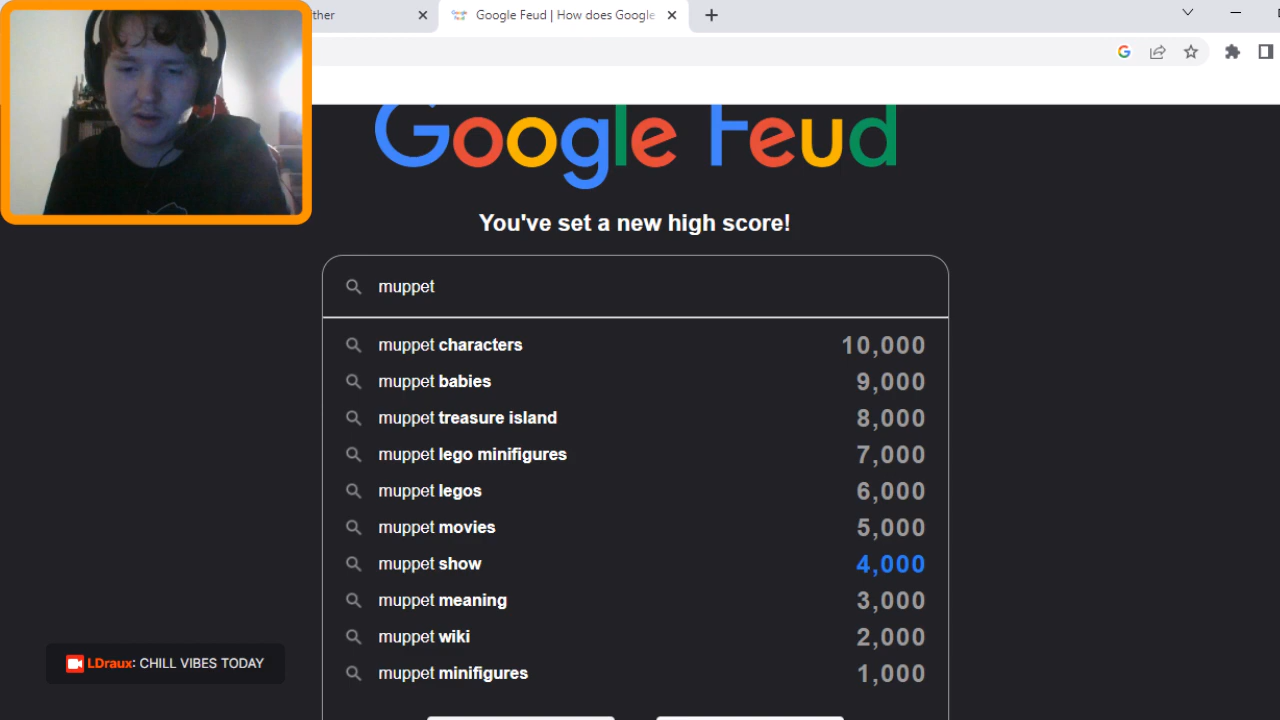 ther
Google Feud | How does Google
Google Feud
You've set a new high score!
muppet
muppet characters 10,000
muppet babies 9,000
muppet treasure island 8,000
muppet lego minifigures 7,000
muppet legos 6,000
muppet movies 5,000
muppet show 4,000
muppet meaning 3,000
muppet wiki 2,000
muppet minifigures 1,000
LDraux: CHILL VIBES TODAY